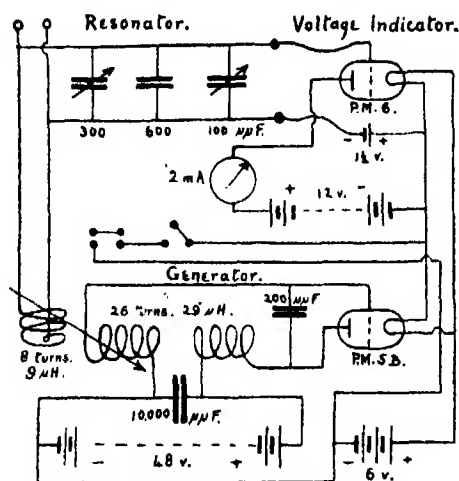 Resonator.
Voltage Indicator.
300
600
100 µµF.
P.M.6.
- +
1½ v.
2 mA
+ 12 v. -
Generator.
26 turns. 29 µH.
200 µµF
8 turns.
9 µH.
P.M.5B.
10,000 µµF.
- 48 v. +
- 6 v. +